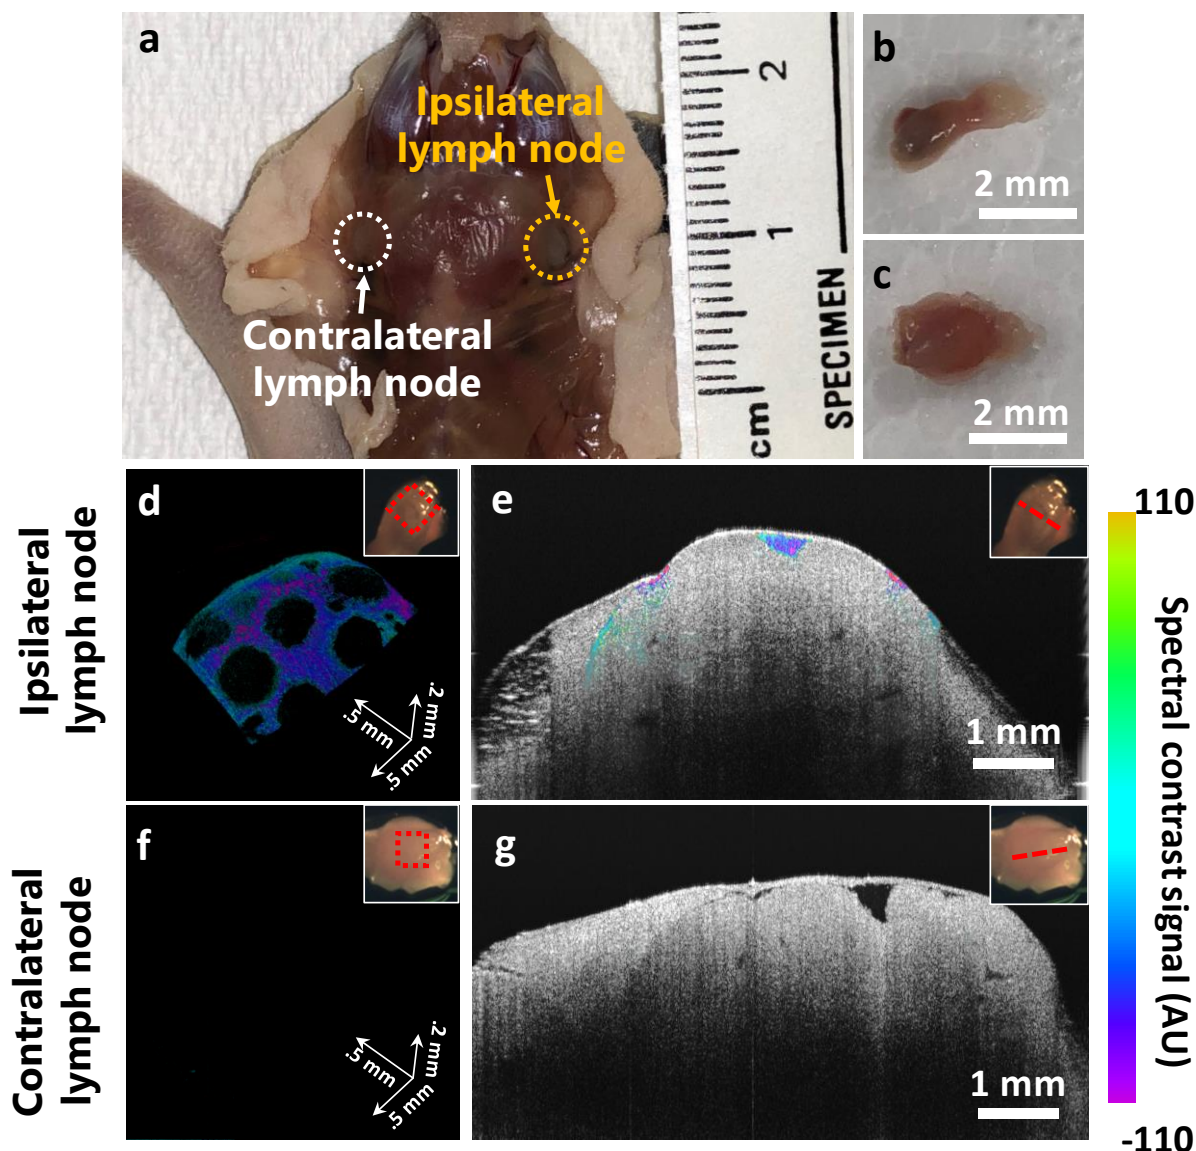 a
Ipsilateral
lymph node
Contralateral
lymph node
2
1
cm
SPECIMEN
b
2 mm
c
2 mm
Ipsilateral
lymph node
d
.5 mm
.2 mm
.5 mm
e
1 mm
Contralateral
lymph node
f
.5 mm
.2 mm
.5 mm
g
1 mm
110
Spectral contrast signal (AU)
-110